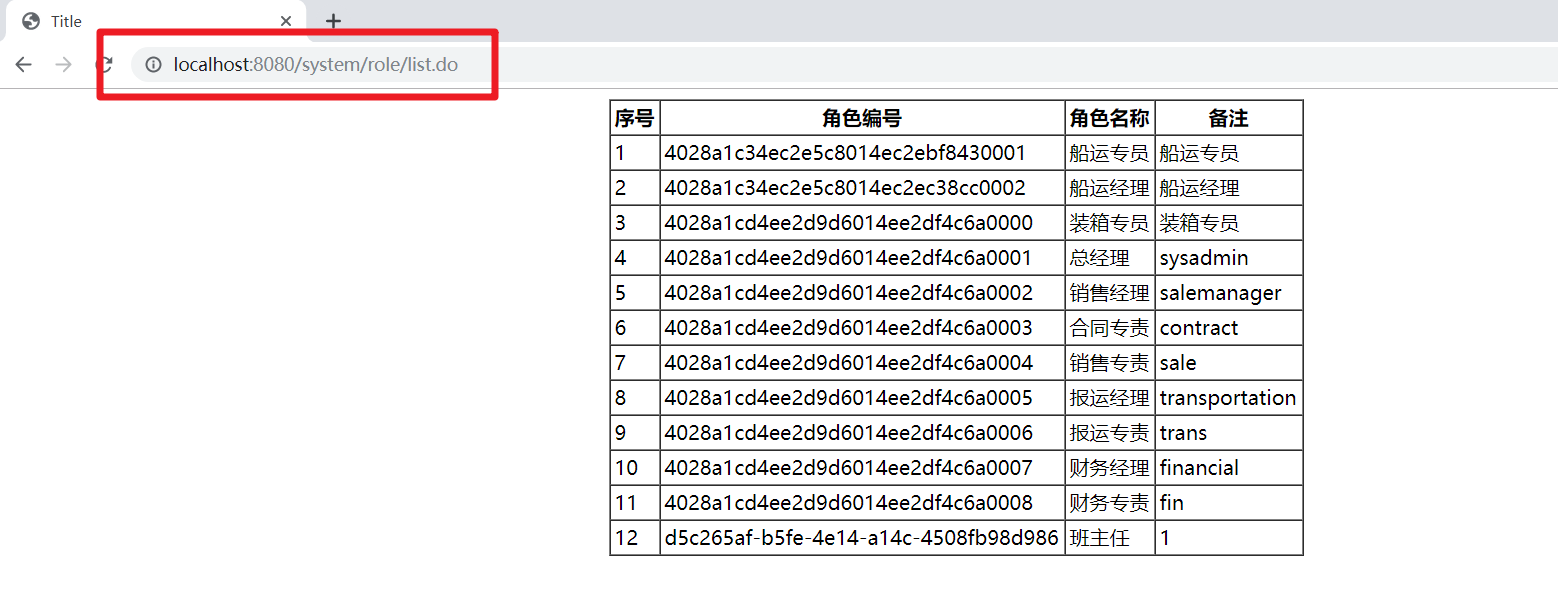 Title
localhost:8080/system/role/list.do
序号 角色编号 角色名称 备注
1 4028a1c34ec2e5c8014ec2ebf8430001 船运专员 船运专员
2 4028a1c34ec2e5c8014ec2ec38cc0002 船运经理 船运经理
3 4028a1cd4ee2d9d6014ee2df4c6a0000 装箱专员 装箱专员
4 4028a1cd4ee2d9d6014ee2df4c6a0001 总经理 sysadmin
5 4028a1cd4ee2d9d6014ee2df4c6a0002 销售经理 salemanager
6 4028a1cd4ee2d9d6014ee2df4c6a0003 合同专责 contract
7 4028a1cd4ee2d9d6014ee2df4c6a0004 销售专责 sale
8 4028a1cd4ee2d9d6014ee2df4c6a0005 报运经理 transportation
9 4028a1cd4ee2d9d6014ee2df4c6a0006 报运专责 trans
10 4028a1cd4ee2d9d6014ee2df4c6a0007 财务经理 financial
11 4028a1cd4ee2d9d6014ee2df4c6a0008 财务专责 fin
12 d5c265af-b5fe-4e14-a14c-4508fb98d986 班主任 1